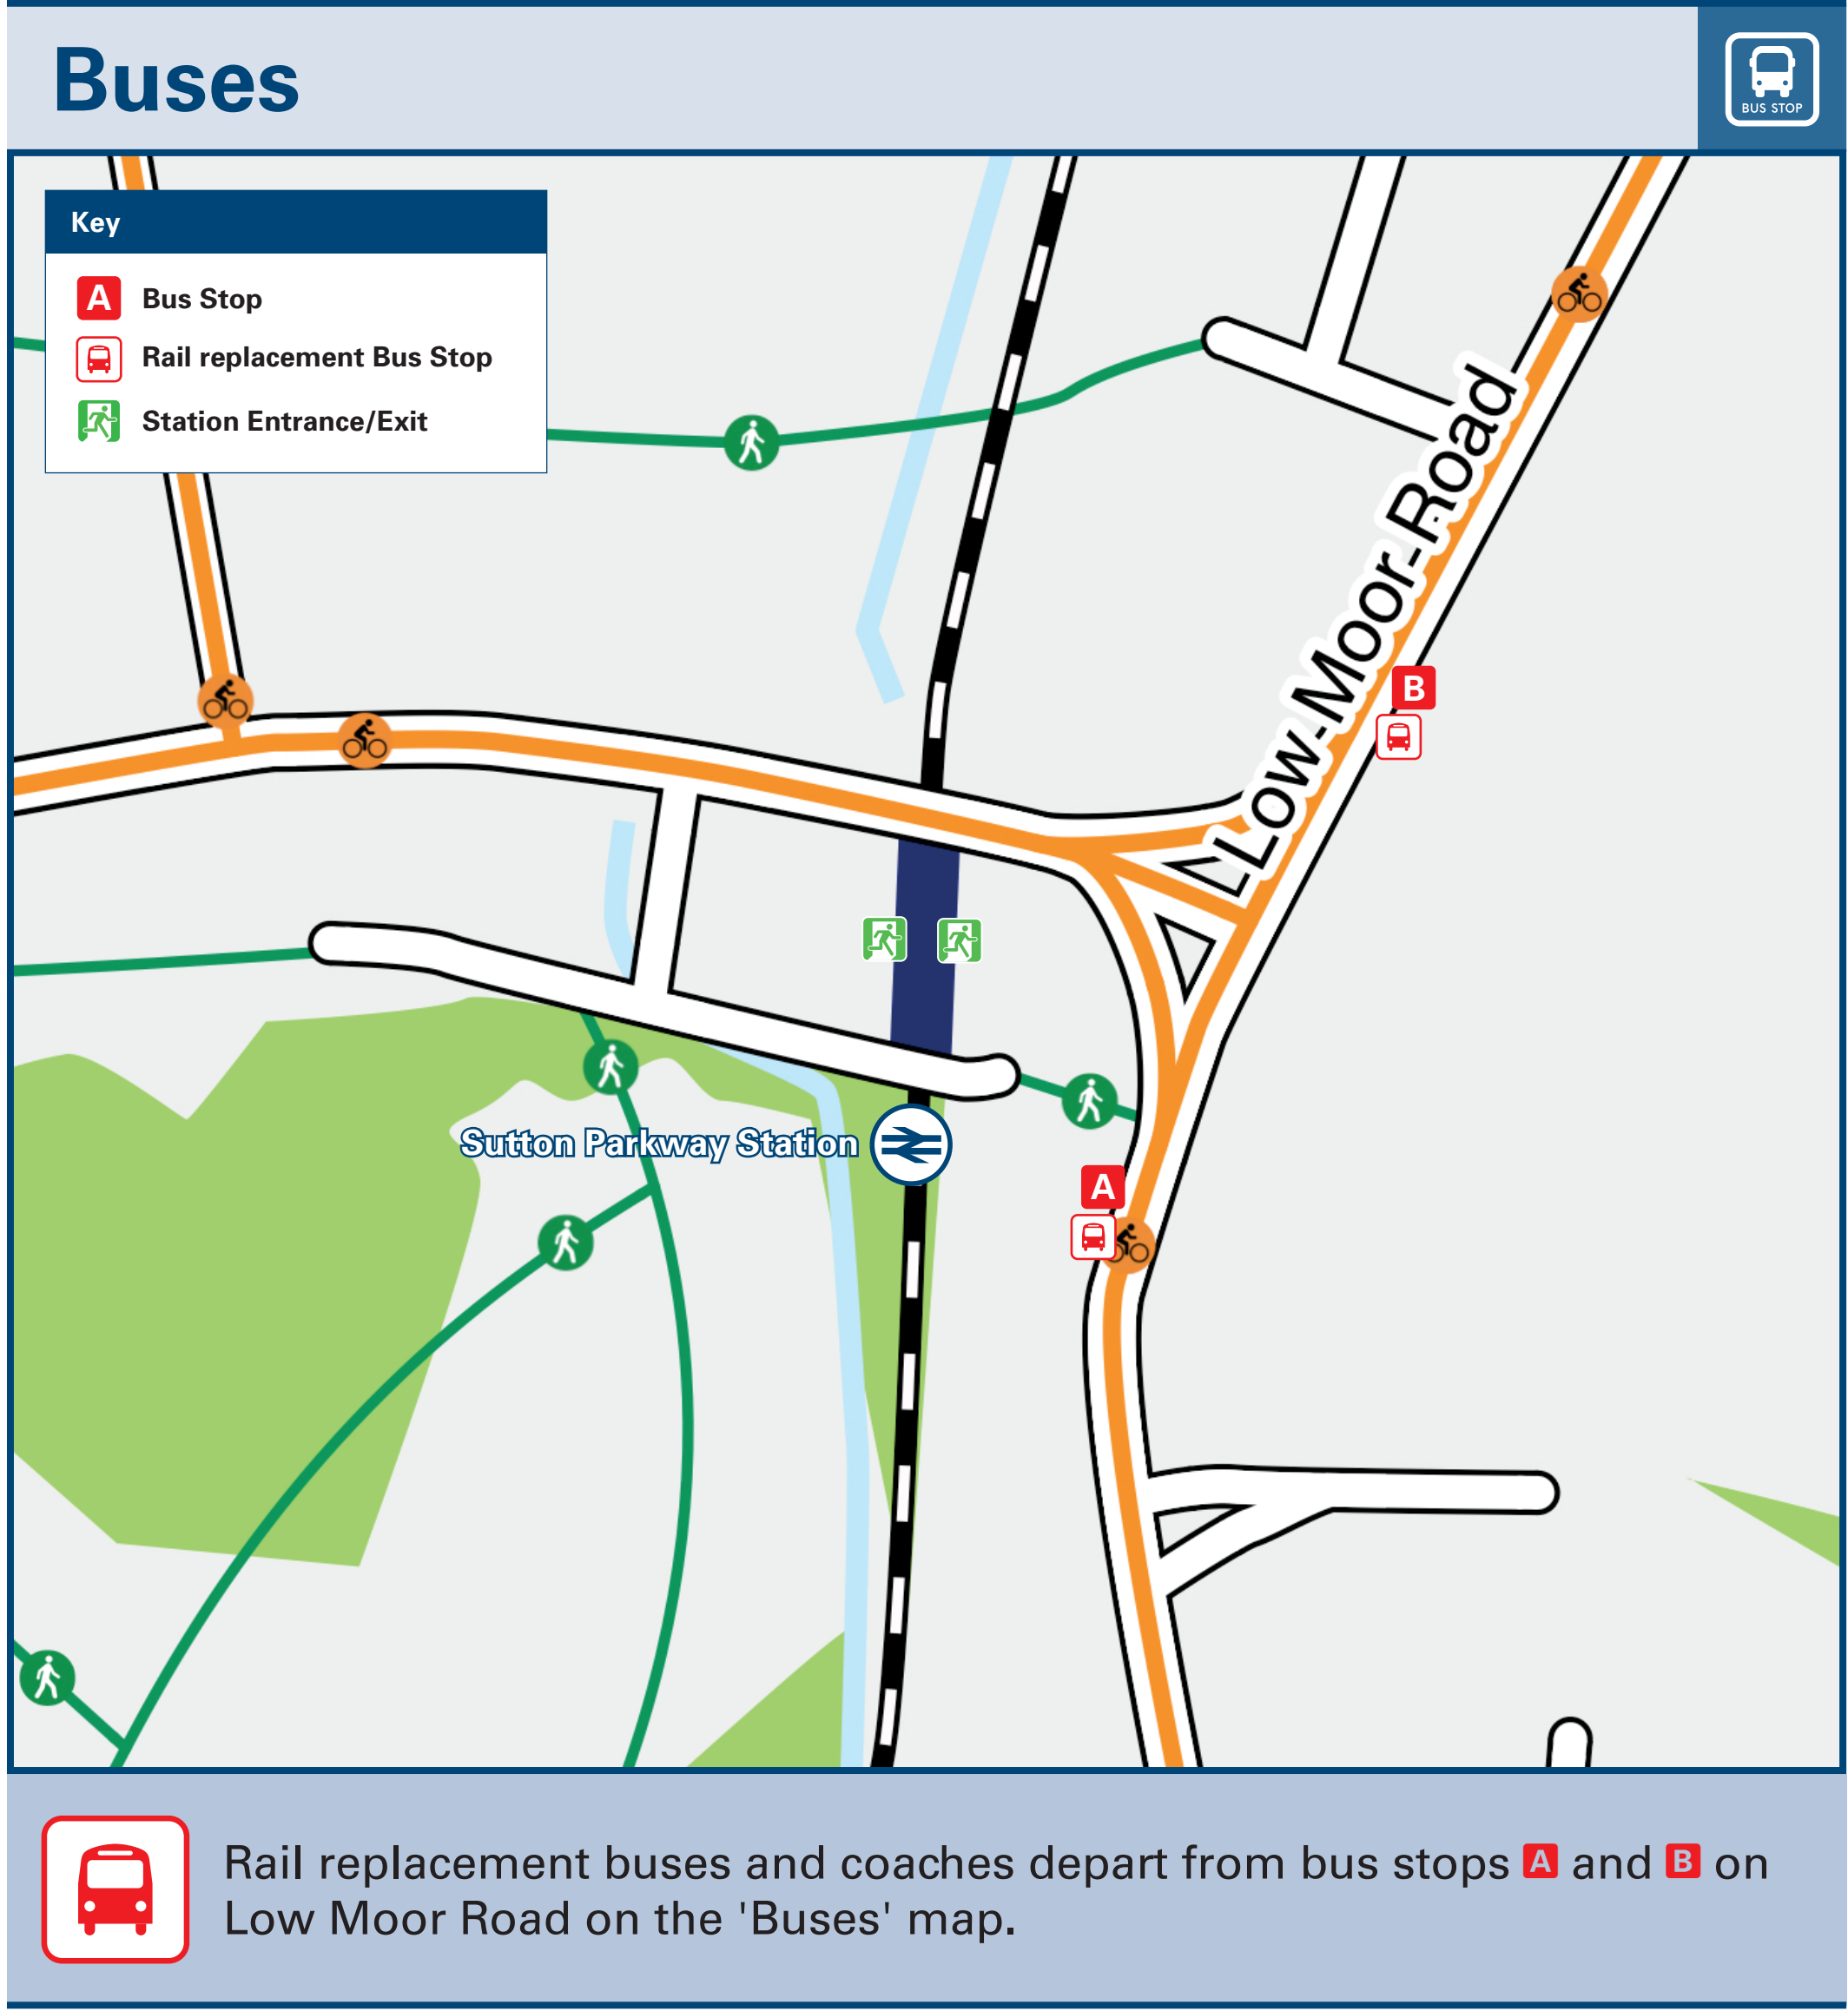 Buses
BUS STOP
Key
A Bus Stop
Rail replacement Bus Stop
Station Entrance/Exit
Low-Moor-Road
B
Sutton Parkway Station
A
Rail replacement buses and coaches depart from bus stops A and B on
Low Moor Road on the 'Buses' map.